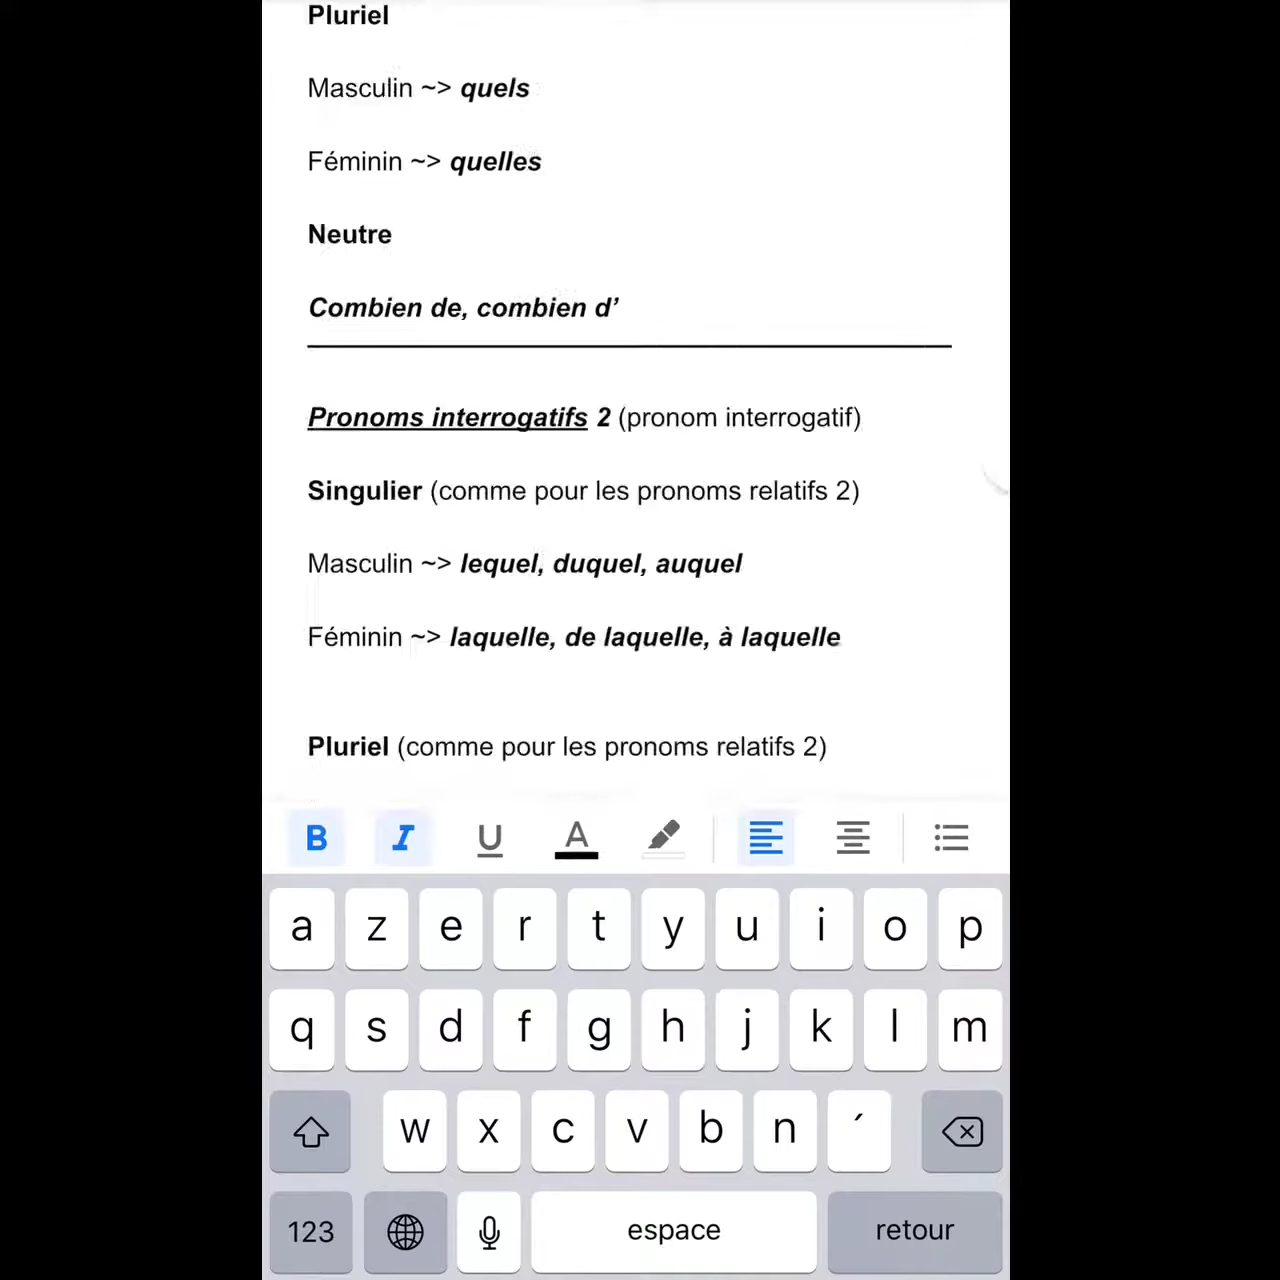 Pluriel
Masculin ~> quels
Féminin ~> quelles
Neutre
Combien de, combien d’
Pronoms interrogatifs 2 (pronom interrogatif)
Singulier (comme pour les pronoms relatifs 2)
Masculin ~> lequel, duquel, auquel
Féminin ~> laquelle, de laquelle, à laquelle
Pluriel (comme pour les pronoms relatifs 2)
B I U A
a z e r t y u i o p
q s d f g h j k l m
w x c v b n ´
123 espace retour